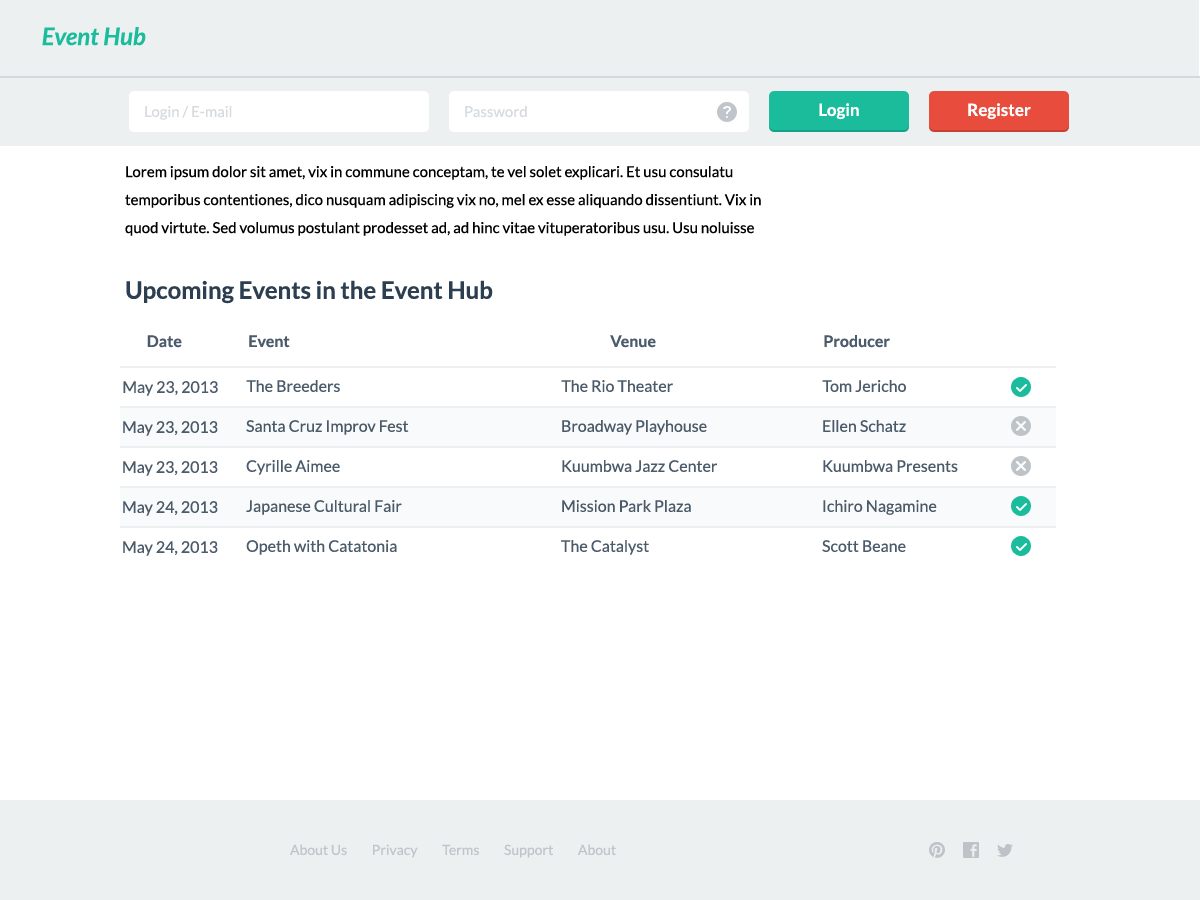 Event Hub
Login / E-mail Password ? Login Register
Lorem ipsum dolor sit amet, vix in commune conceptam, te vel solet explicari. Et usu consulatu
temporibus contentiones, dico nusquam adipiscing vix no, mel ex esse aliquando dissentiunt. Vix in
quod virtute. Sed volumus postulant prodesset ad, ad hinc vitae vituperatoribus usu. Usu noluisse
Upcoming Events in the Event Hub
Date Event Venue Producer
May 23, 2013 The Breeders The Rio Theater Tom Jericho
May 23, 2013 Santa Cruz Improv Fest Broadway Playhouse Ellen Schatz
May 23, 2013 Cyrille Aimee Kuumbwa Jazz Center Kuumbwa Presents
May 24, 2013 Japanese Cultural Fair Mission Park Plaza Ichiro Nagamine
May 24, 2013 Opeth with Catatonia The Catalyst Scott Beane
About Us Privacy Terms Support About